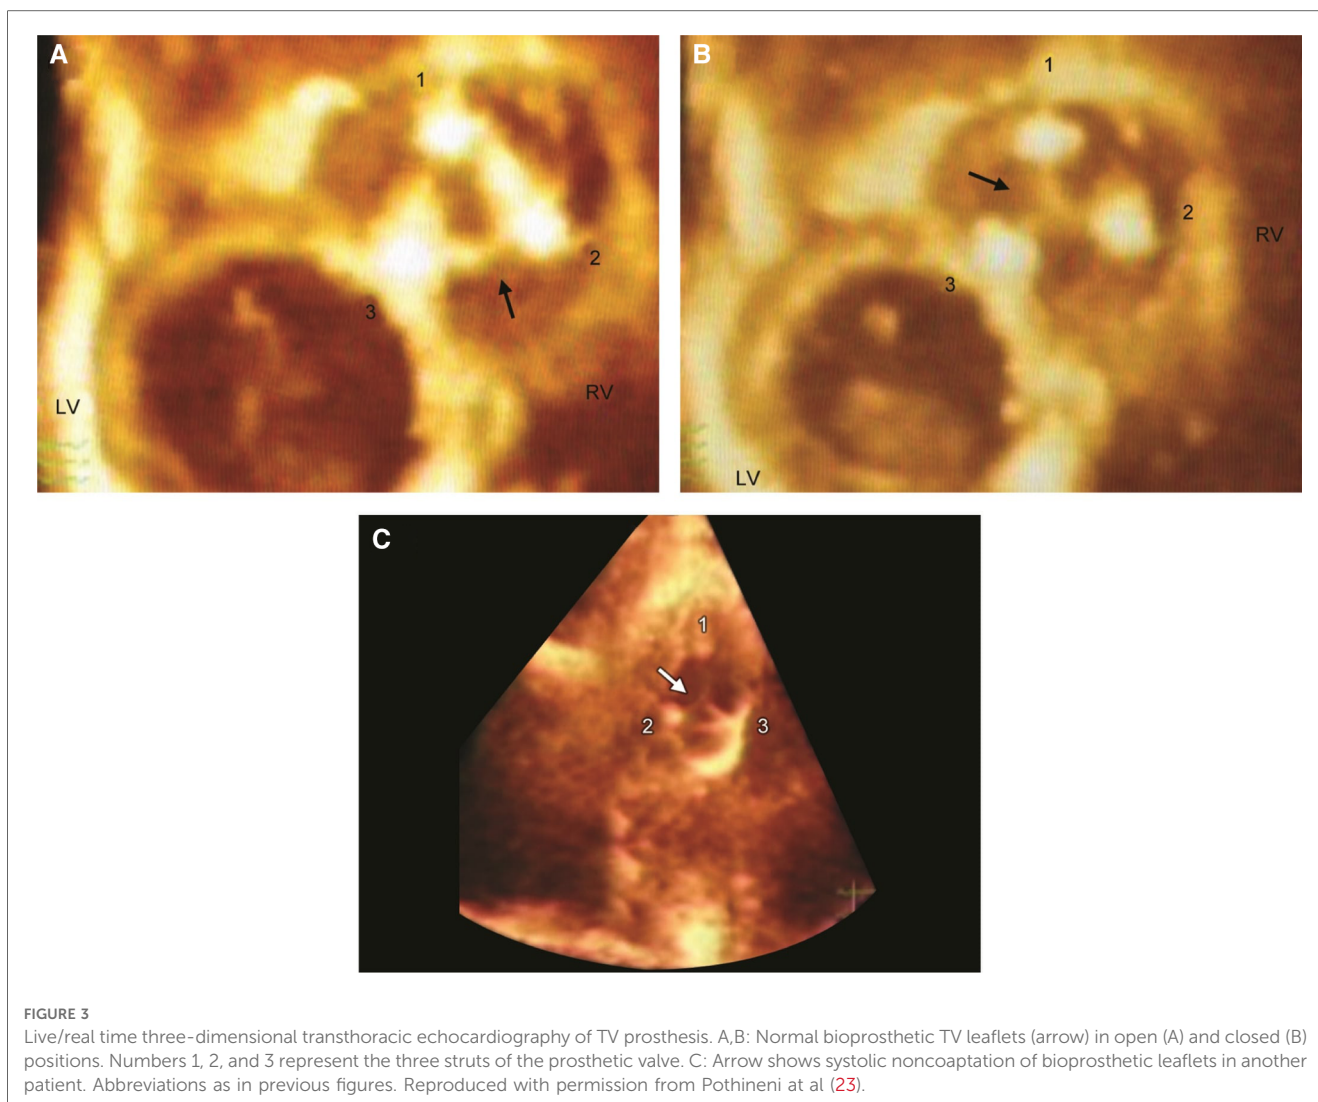 A
1
2
3
LV
RV
B
1
2
3
RV
LV
C
1
2
3
FIGURE 3
Live/real time three-dimensional transthoracic echocardiography of TV prosthesis. A,B: Normal bioprosthetic TV leaflets (arrow) in open (A) and closed (B)
positions. Numbers 1, 2, and 3 represent the three struts of the prosthetic valve. C: Arrow shows systolic noncoaptation of bioprosthetic leaflets in another
patient. Abbreviations as in previous figures. Reproduced with permission from Pothineni at al (23).